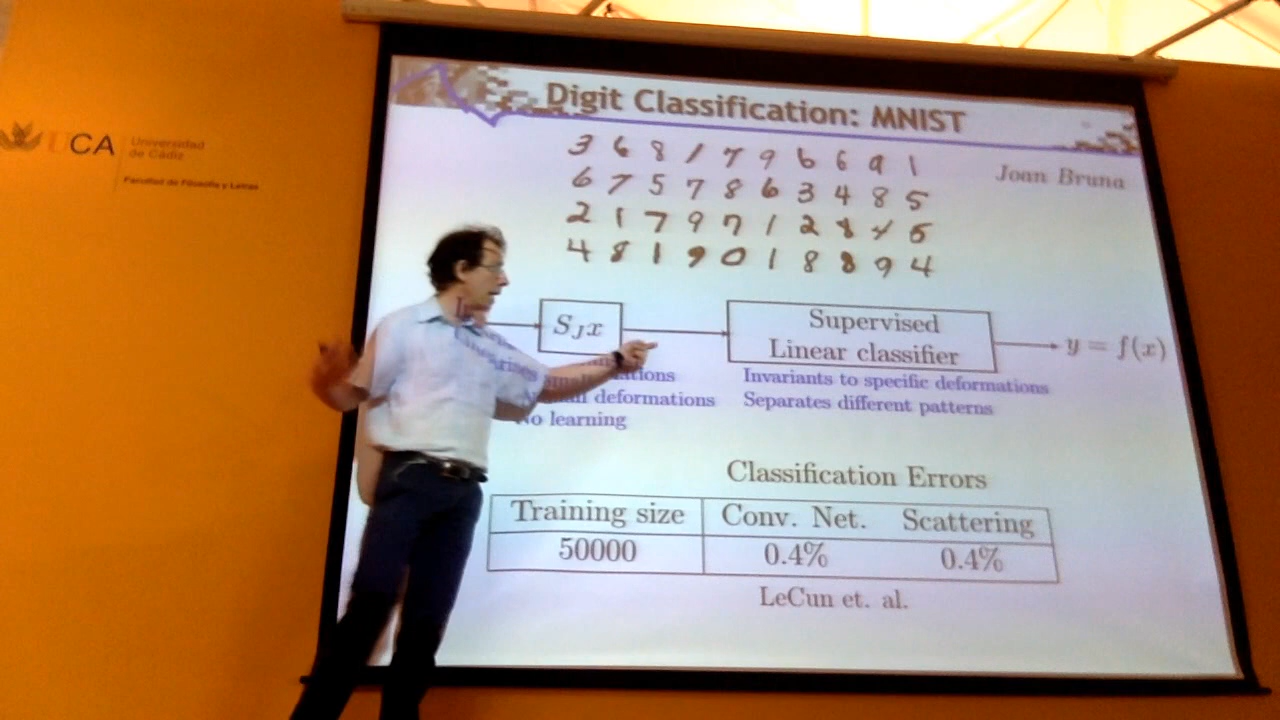 UCA
Universidad
de Cádiz
Facultad de Filosofía y Letras
Digit Classification: MNIST
3 6 8 1 7 9 6 6 9 1
6 7 5 7 8 6 3 4 8 5
2 1 7 9 7 1 2 8 4 5
4 8 1 9 0 1 8 8 9 4
Joan Bruna
S_J x
Supervised
Linear classifier
y = f(x)
deformations
No learning
Invariants to specific deformations
Separates different patterns
Classification Errors
Training size Conv. Net. Scattering
50000 0.4% 0.4%
LeCun et. al.